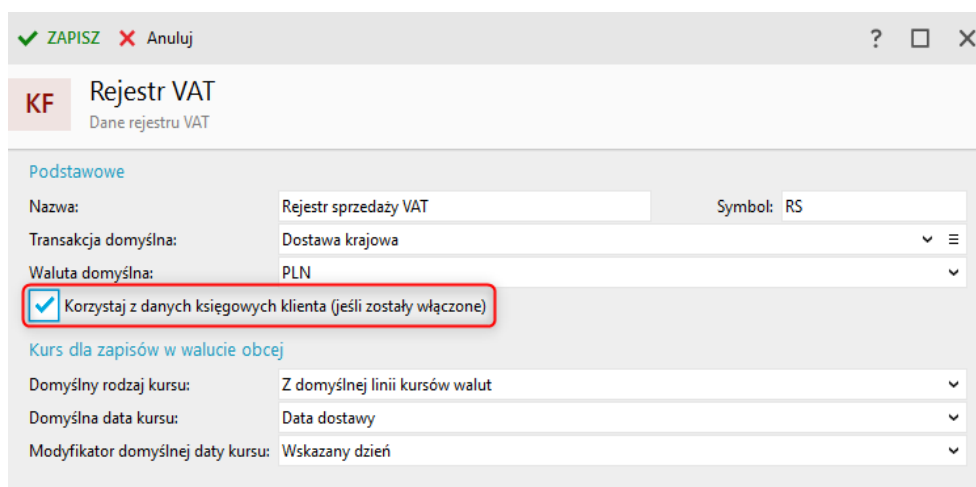 ZAPISZ Anuluj ?
KF Rejestr VAT
Dane rejestru VAT
Podstawowe
Nazwa: Rejestr sprzedaży VAT Symbol: RS
Transakcja domyślna: Dostawa krajowa
Waluta domyślna: PLN
Korzystaj z danych księgowych klienta (jeśli zostały włączone)
Kurs dla zapisów w walucie obcej
Domyślny rodzaj kursu: Z domyślnej linii kursów walut
Domyślna data kursu: Data dostawy
Modyfikator domyślnej daty kursu: Wskazany dzień